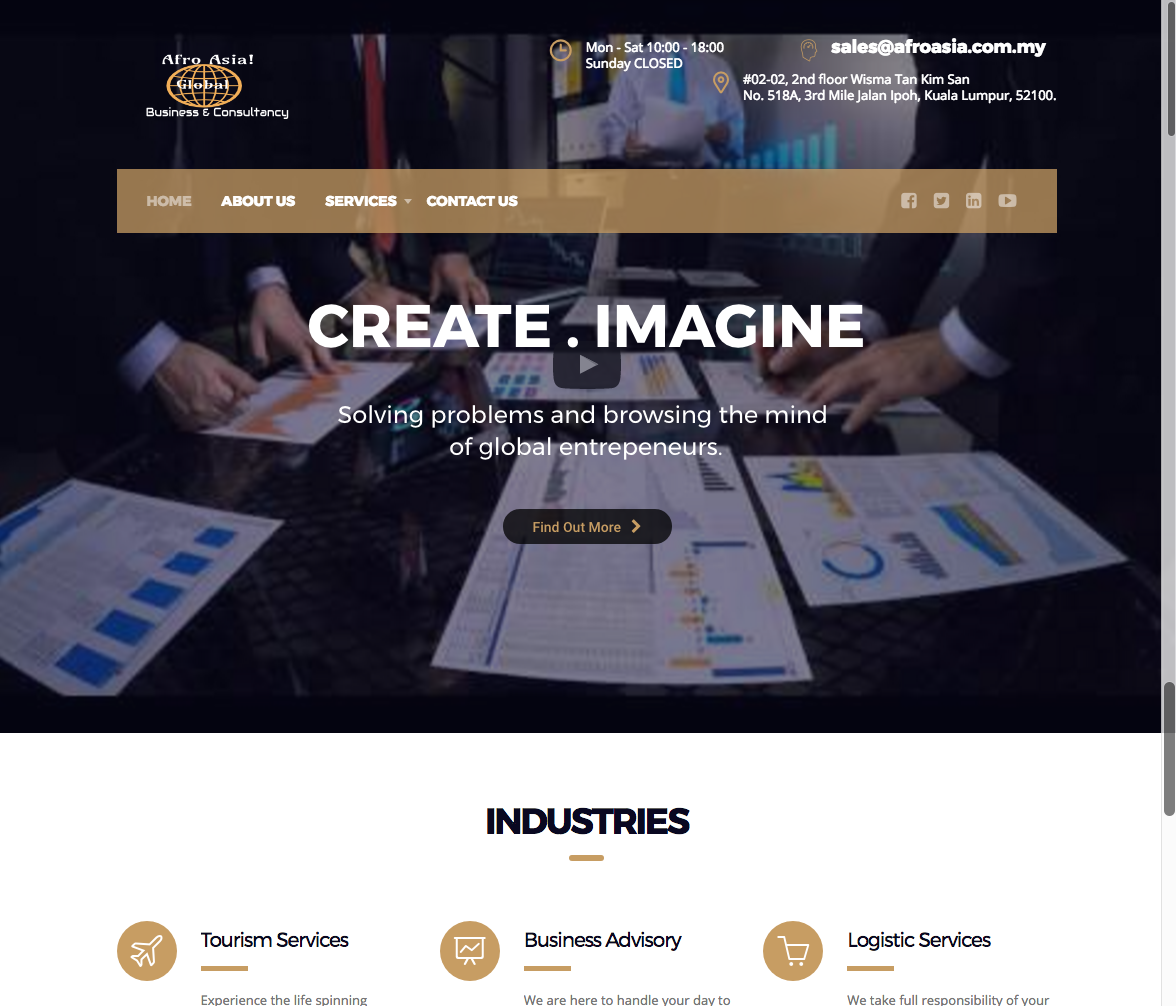 Afro Asia!
Global
Business & Consultancy
Mon - Sat 10:00 - 18:00
Sunday CLOSED
sales@afroasia.com.my
#02-02, 2nd floor Wisma Tan Kim San
No. 518A, 3rd Mile Jalan Ipoh, Kuala Lumpur, 52100.
HOME ABOUT US SERVICES CONTACT US
CREATE . IMAGINE
Solving problems and browsing the mind
of global entrepeneurs.
Find Out More
INDUSTRIES
Tourism Services
Experience the life spinning
Business Advisory
We are here to handle your day to
Logistic Services
We take full responsibility of your